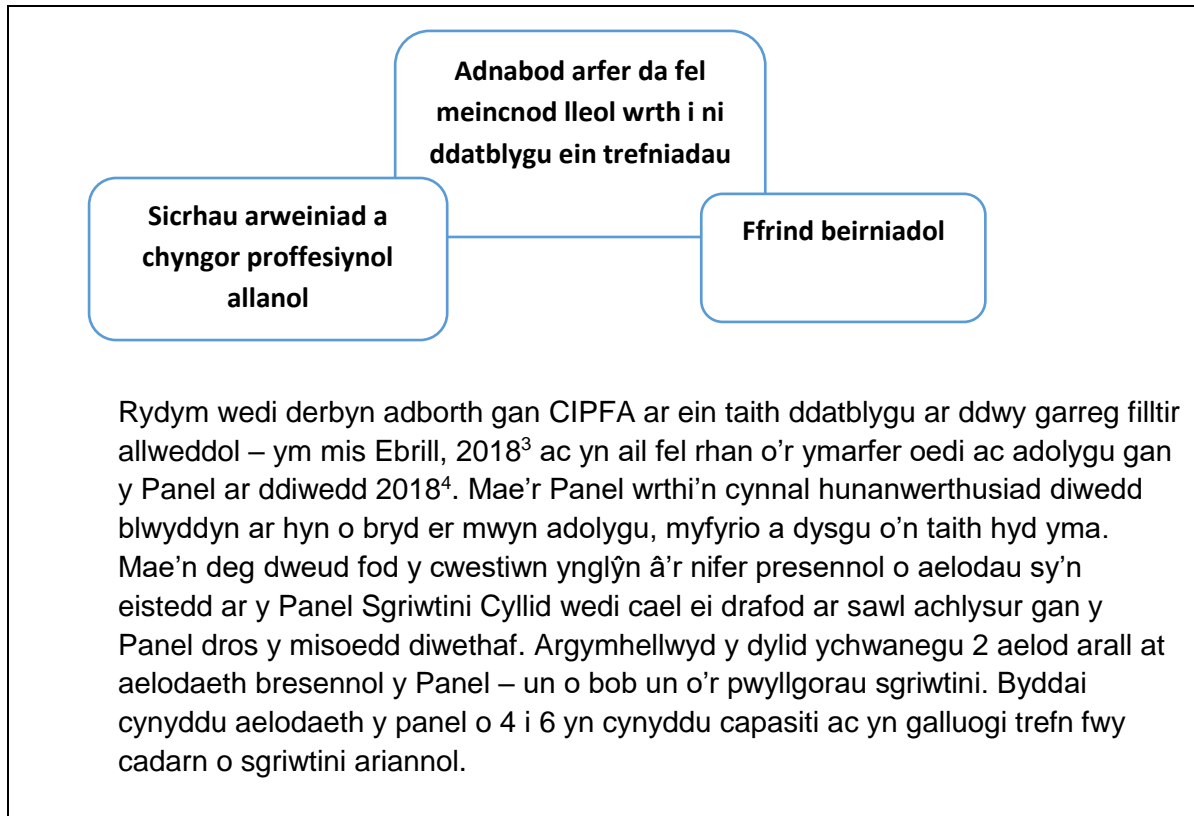 Adnabod arfer da fel
meincnod lleol wrth i ni
ddatblygu ein trefniadau
Sicrhau arweiniad a
chyngor proffesiynol
allanol
Ffrind beirniadol
Rydym wedi derbyn adborth gan CIPFA ar ein taith ddatblygu ar ddwy garreg filltir
allweddol – ym mis Ebrill, 2018³ ac yn ail fel rhan o'r ymarfer oedi ac adolygu gan
y Panel ar ddiwedd 2018⁴. Mae'r Panel wrthi'n cynnal hunanwerthusiad diwedd
blwyddyn ar hyn o bryd er mwyn adolygu, myfyrio a dysgu o'n taith hyd yma.
Mae'n deg dweud fod y cwestiwn ynglŷn â'r nifer presennol o aelodau sy'n
eistedd ar y Panel Sgriwtini Cyllid wedi cael ei drafod ar sawl achlysur gan y
Panel dros y misoedd diwethaf. Argymhellwyd y dylid ychwanegu 2 aelod arall at
aelodaeth bresennol y Panel – un o bob un o'r pwyllgorau sgriwtini. Byddai
cynyddu aelodaeth y panel o 4 i 6 yn cynyddu capasiti ac yn galluogi trefn fwy
cadarn o sgriwtini ariannol.